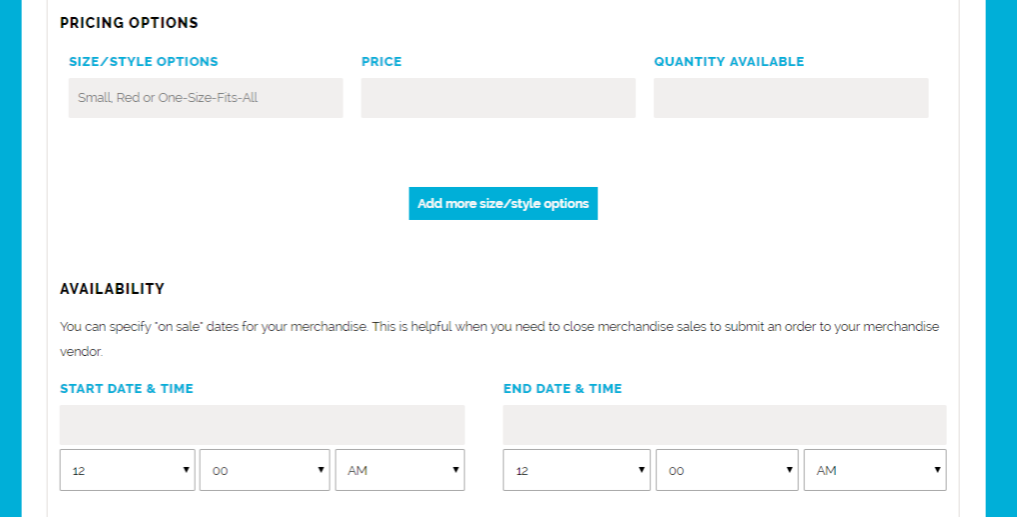 PRICING OPTIONS
SIZE/STYLE OPTIONS PRICE QUANTITY AVAILABLE
Small, Red or One-Size-Fits-All
Add more size/style options
AVAILABILITY
You can specify "on sale" dates for your merchandise. This is helpful when you need to close merchandise sales to submit an order to your merchandise
vendor.
START DATE & TIME END DATE & TIME
12 00 AM 12 00 AM